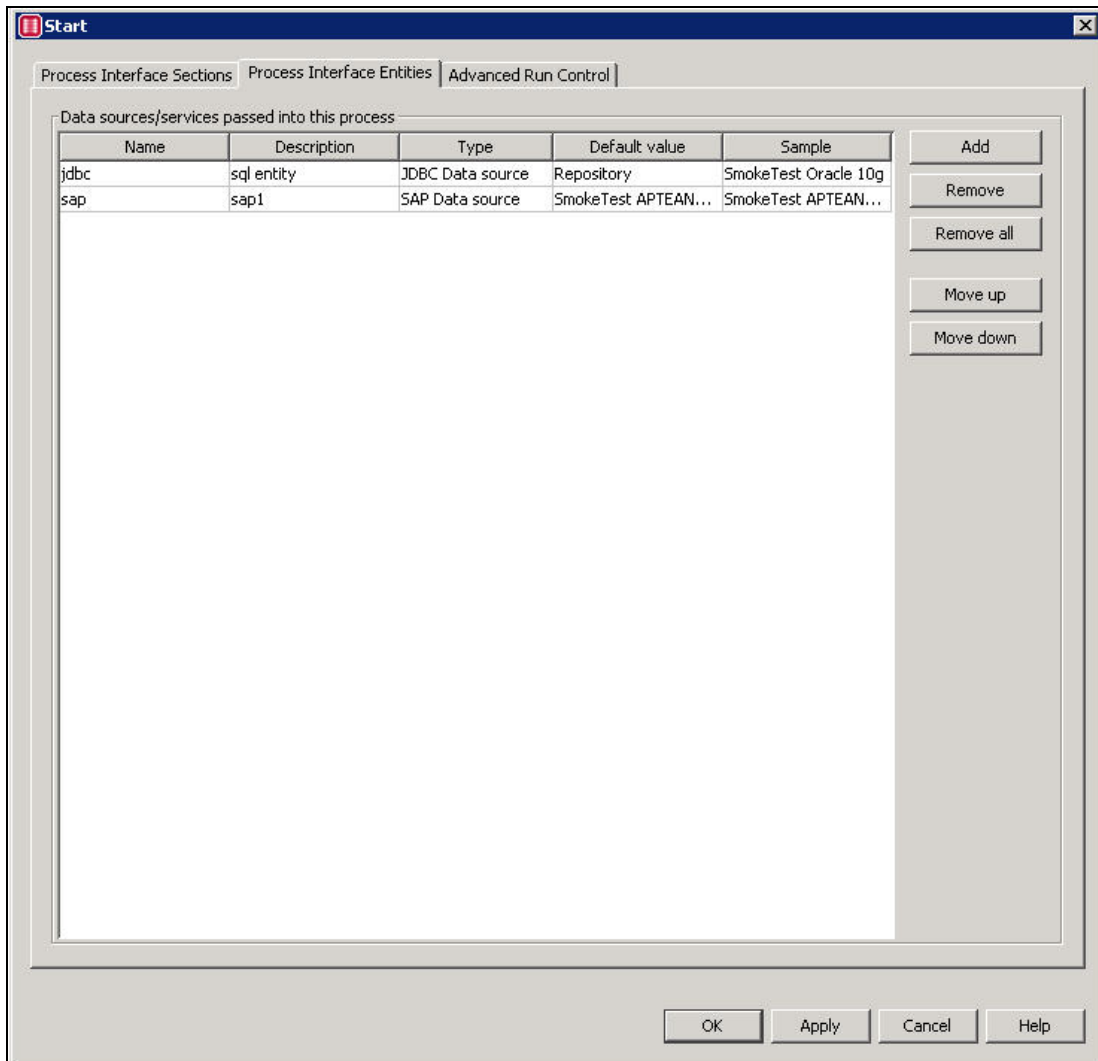 Start
Process Interface Sections Process Interface Entities Advanced Run Control
Data sources/services passed into this process
Name Description Type Default value Sample Add
jdbc sql entity JDBC Data source Repository SmokeTest Oracle 10g
Remove
sap sap1 SAP Data source SmokeTest APTEAN... SmokeTest APTEAN...
Remove all
Move up
Move down
OK Apply Cancel Help